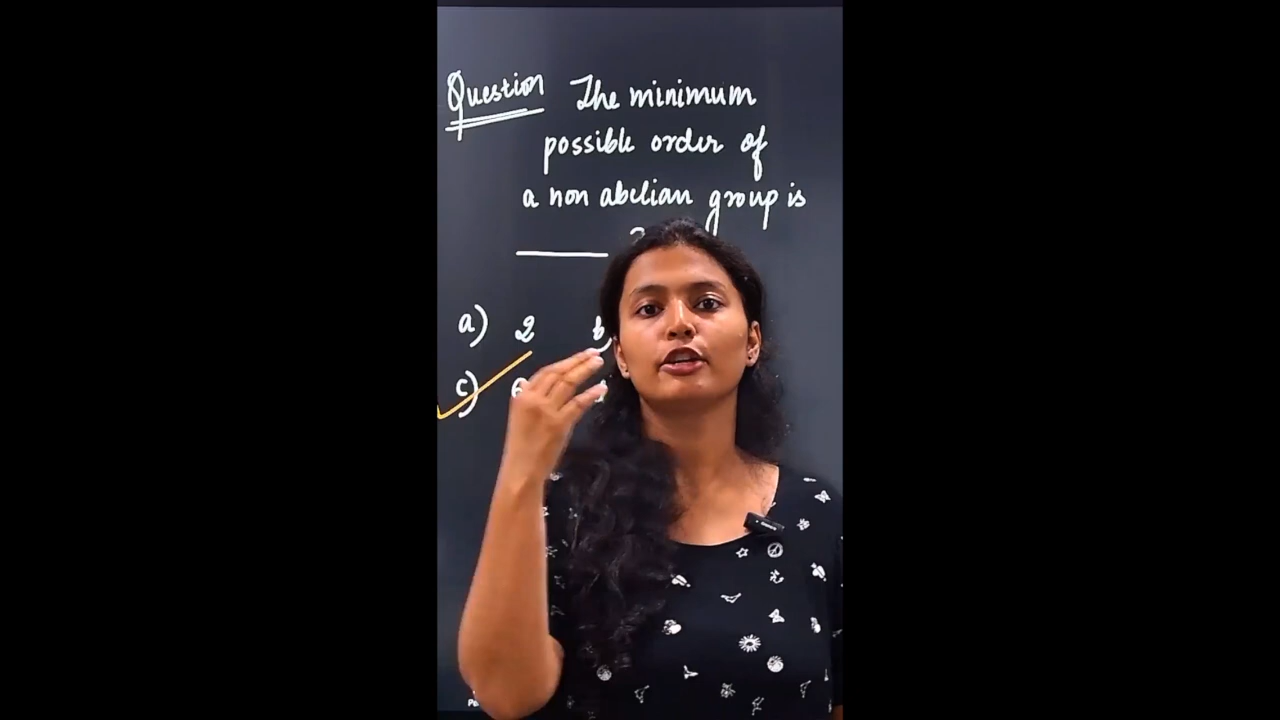 Question The minimum
possible order of
a non abelian group is
?
a) 2 b
c)